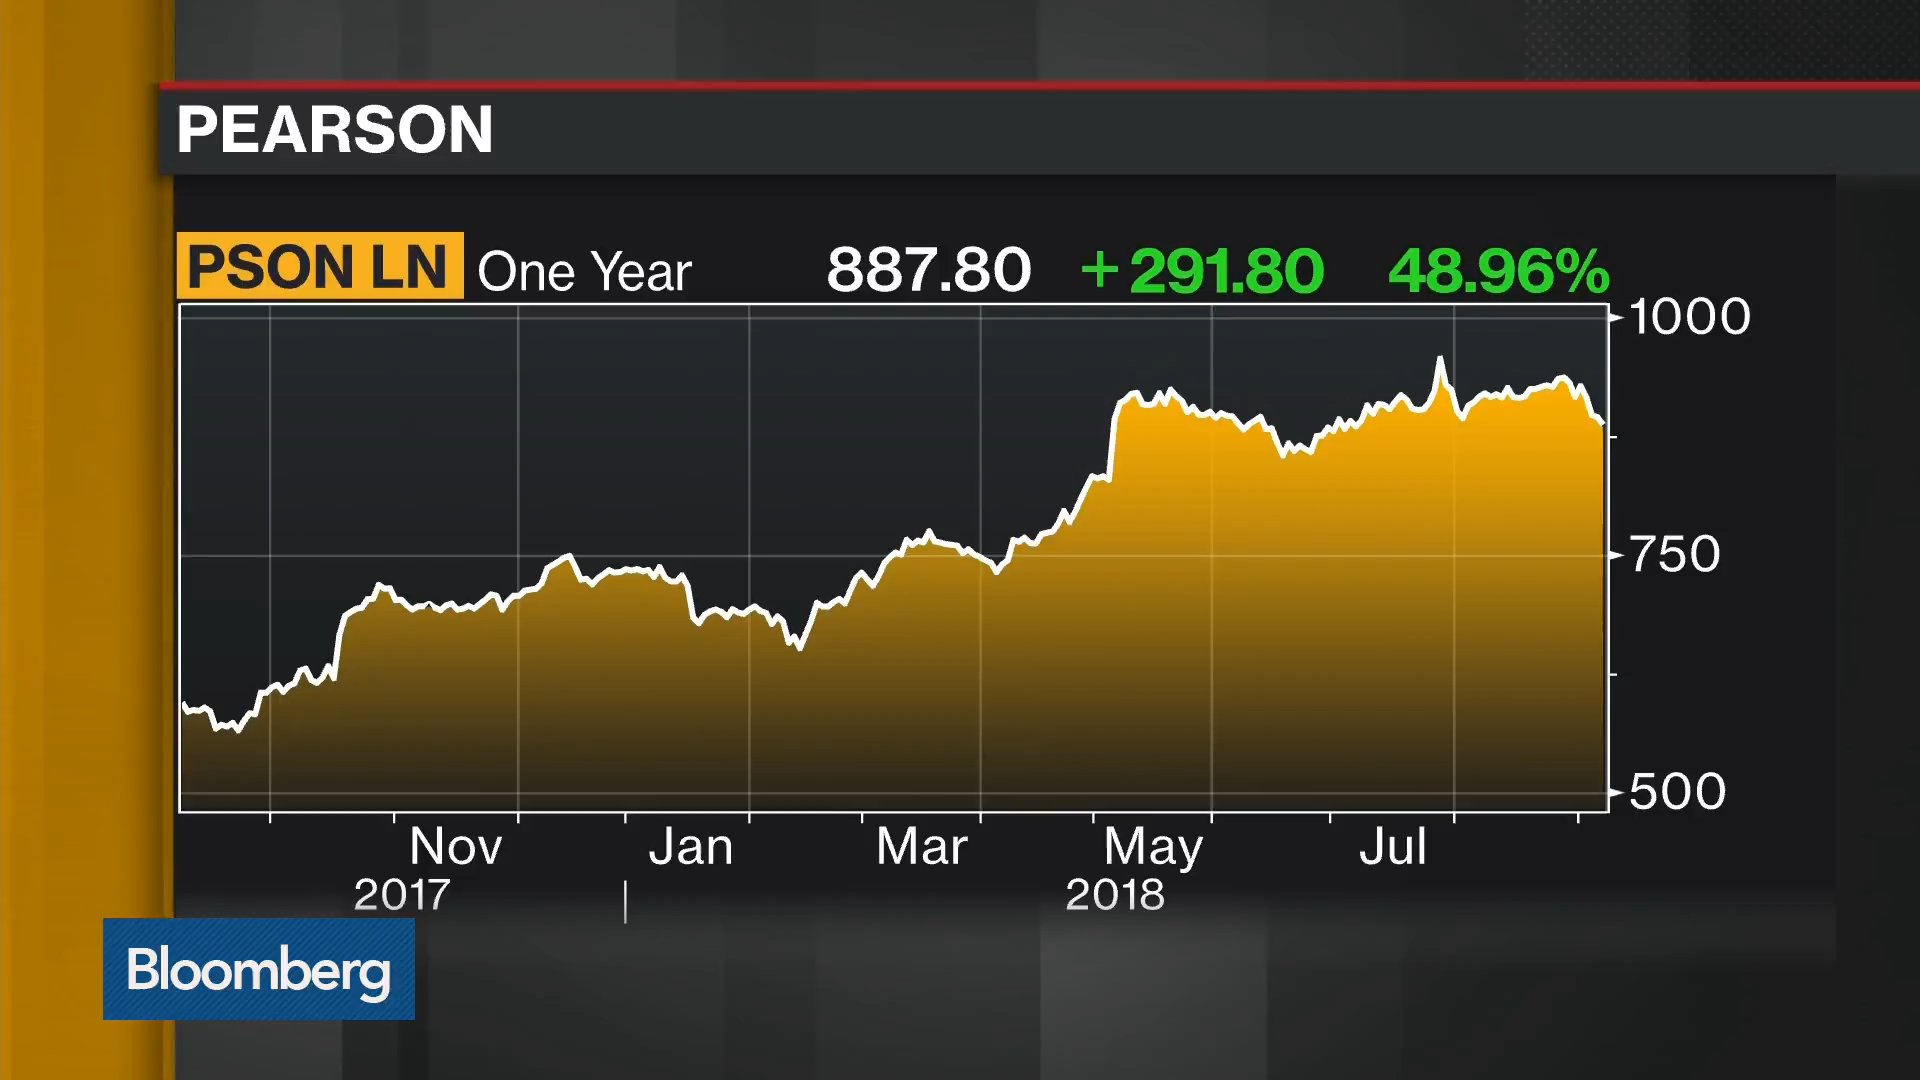 PEARSON
PSON LN One Year 887.80 +291.80 48.96%
1000
750
500
Nov Jan Mar May Jul
2017 2018
Bloomberg